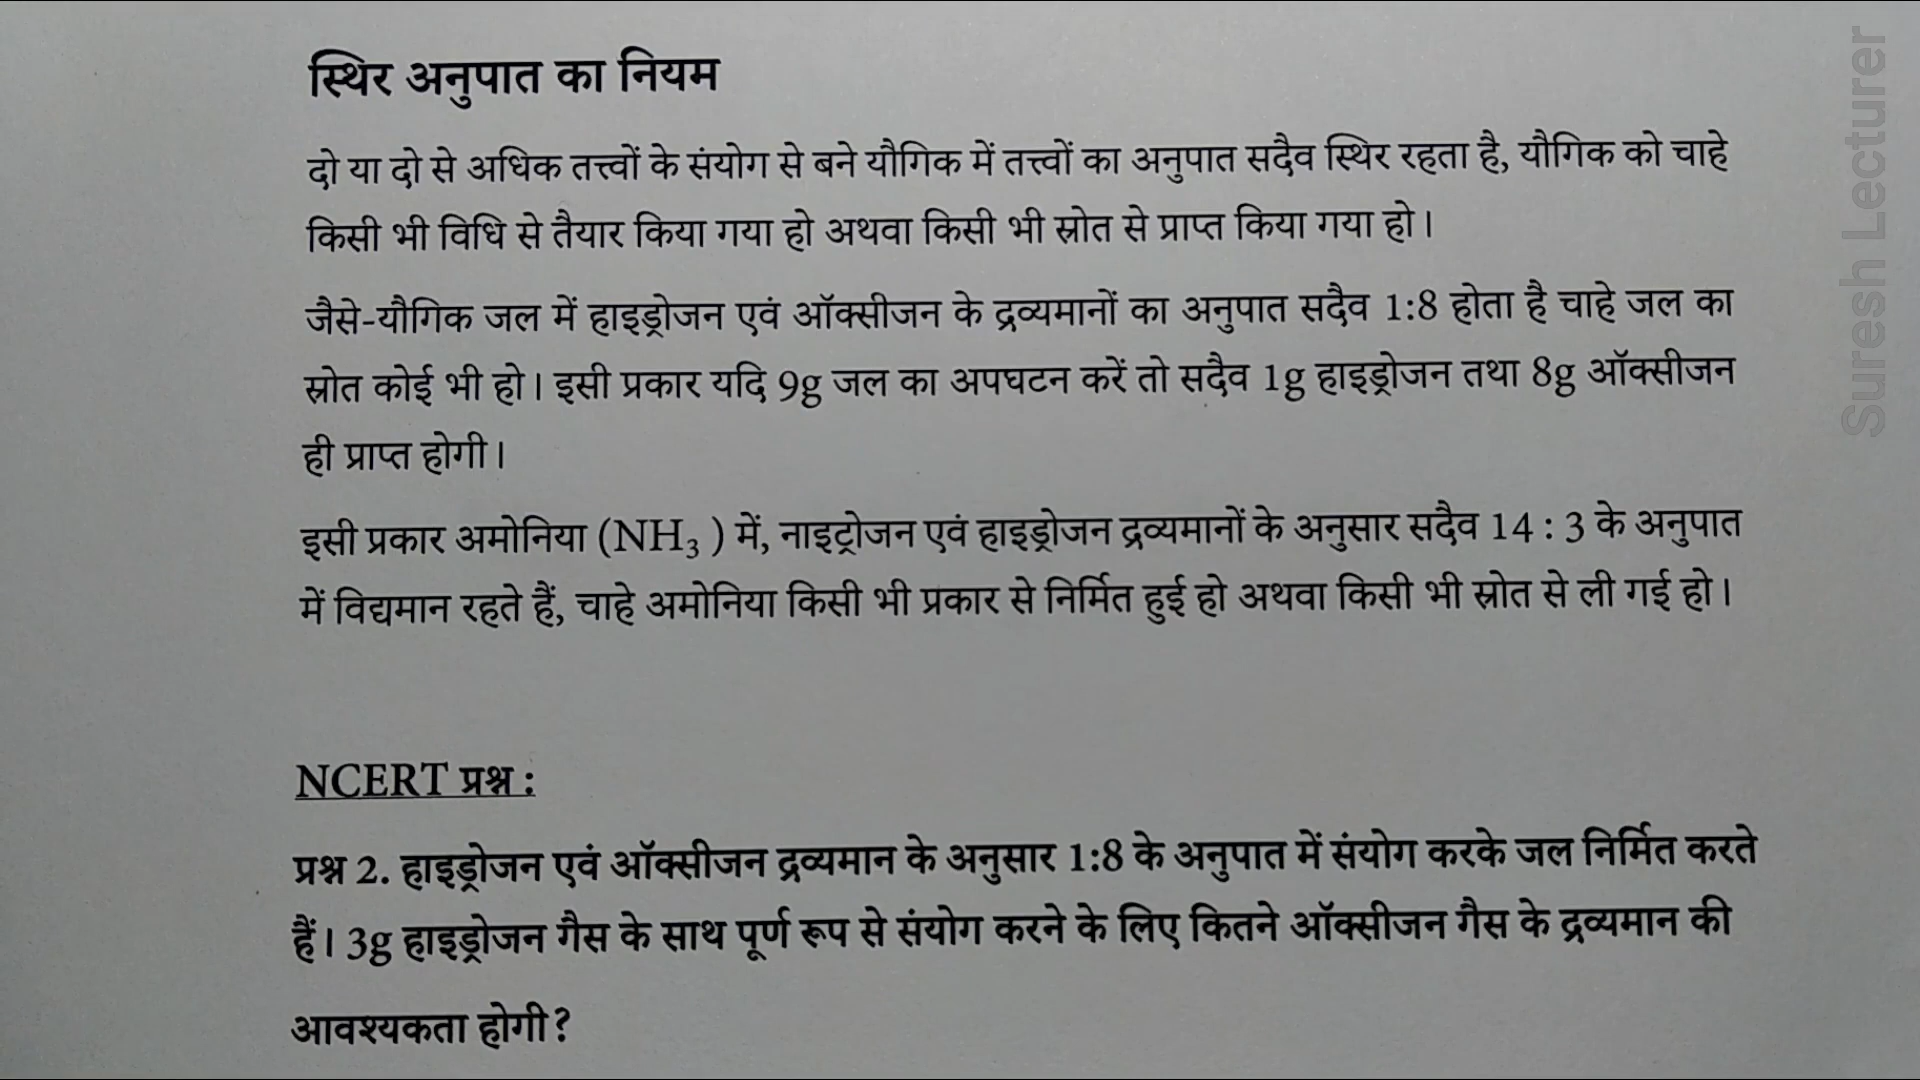 स्थिर अनुपात का नियम
दो या दो से अधिक तत्त्वों के संयोग से बने यौगिक में तत्त्वों का अनुपात सदैव स्थिर रहता है, यौगिक को चाहे
किसी भी विधि से तैयार किया गया हो अथवा किसी भी स्रोत से प्राप्त किया गया हो।
जैसे-यौगिक जल में हाइड्रोजन एवं ऑक्सीजन के द्रव्यमानों का अनुपात सदैव 1:8 होता है चाहे जल का
स्रोत कोई भी हो। इसी प्रकार यदि 9g जल का अपघटन करें तो सदैव 1g हाइड्रोजन तथा 8g ऑक्सीजन
ही प्राप्त होगी।
इसी प्रकार अमोनिया (NH₃ ) में, नाइट्रोजन एवं हाइड्रोजन द्रव्यमानों के अनुसार सदैव 14 : 3 के अनुपात
में विद्यमान रहते हैं, चाहे अमोनिया किसी भी प्रकार से निर्मित हुई हो अथवा किसी भी स्रोत से ली गई हो।
NCERT प्रश्न :
प्रश्न 2. हाइड्रोजन एवं ऑक्सीजन द्रव्यमान के अनुसार 1:8 के अनुपात में संयोग करके जल निर्मित करते
हैं। 3g हाइड्रोजन गैस के साथ पूर्ण रूप से संयोग करने के लिए कितने ऑक्सीजन गैस के द्रव्यमान की
आवश्यकता होगी?
Suresh Lecturer